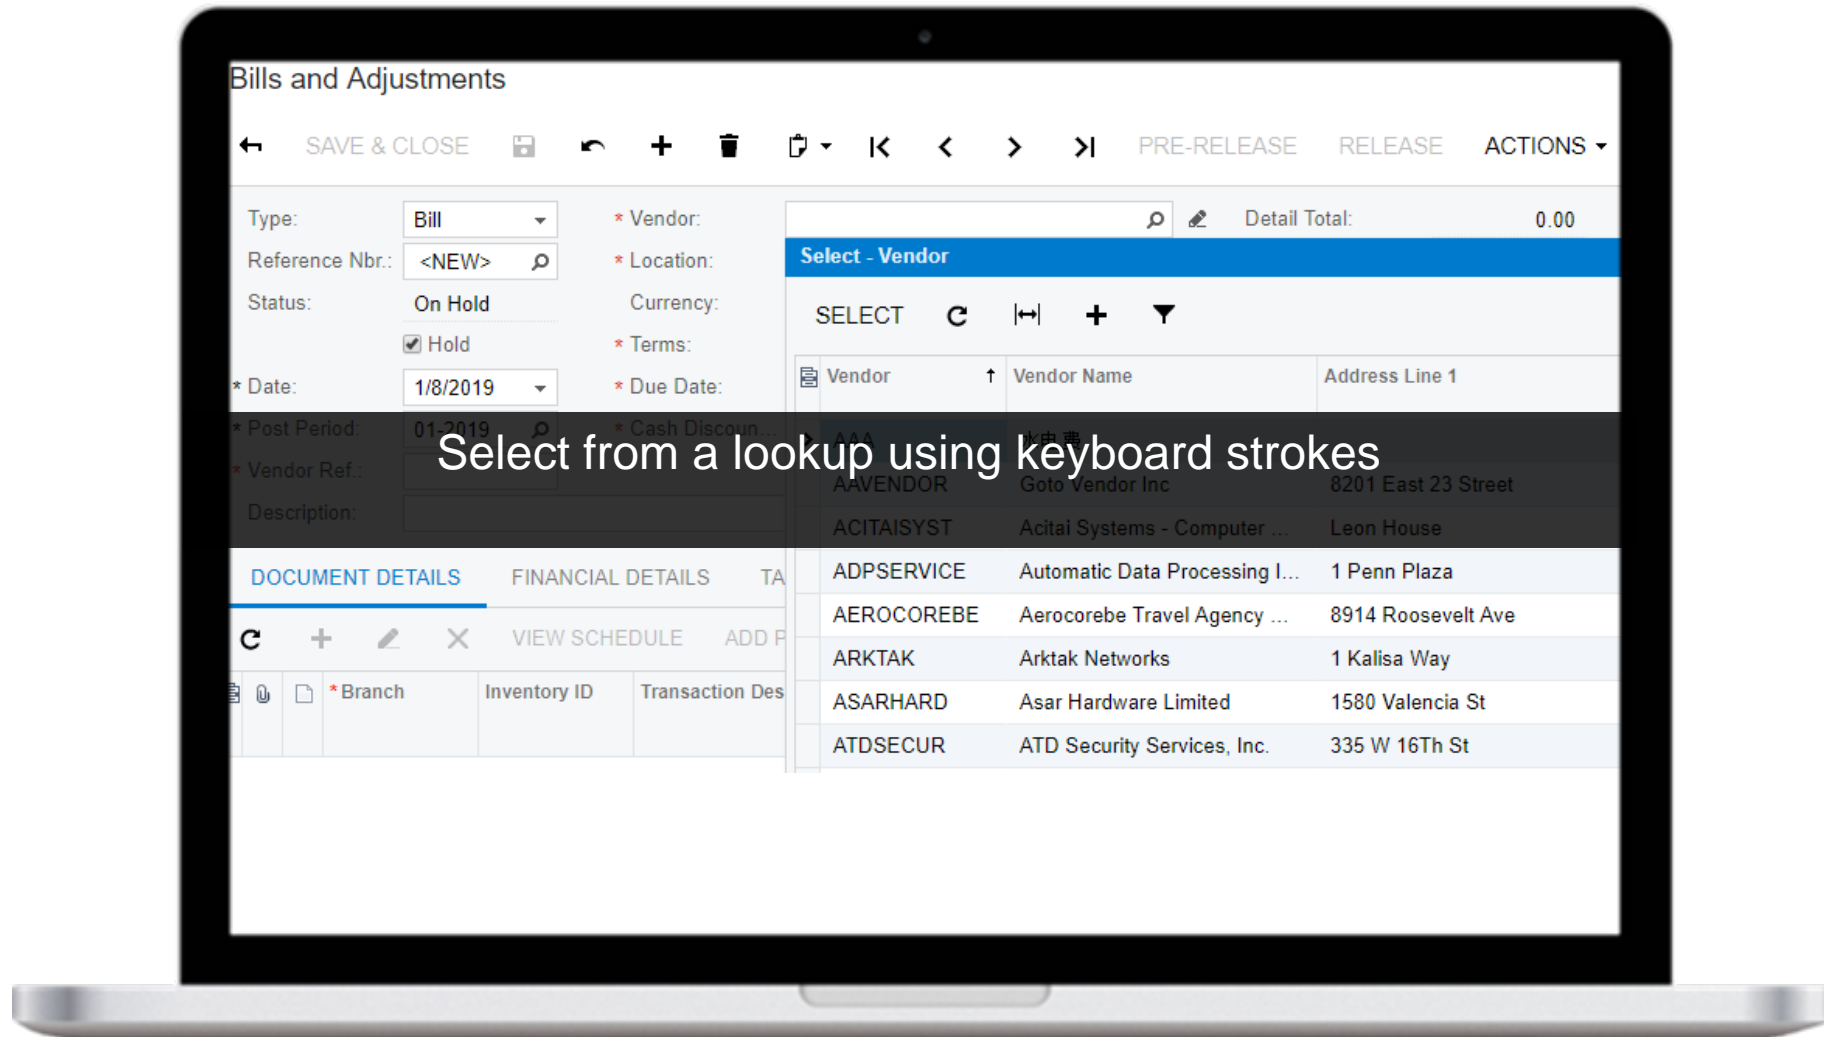 Bills and Adjustments
SAVE & CLOSE PRE-RELEASE RELEASE ACTIONS
Type: Bill * Vendor: Detail Total: 0.00
Reference Nbr.: <NEW> * Location: Select - Vendor
Status: On Hold Currency: SELECT
Hold * Terms:
* Date: 1/8/2019 * Due Date: Vendor Vendor Name Address Line 1
* Post Period: 01-2019 * Cash Discoun... AAA 水电费
Select from a lookup using keyboard strokes
* Vendor Ref.: AAVENDOR Goto Vendor Inc 8201 East 23 Street
Description: ACITAISYST Acitai Systems - Computer ... Leon House
DOCUMENT DETAILS FINANCIAL DETAILS TA ADPSERVICE Automatic Data Processing I... 1 Penn Plaza
AEROCOREBE Aerocorebe Travel Agency ... 8914 Roosevelt Ave
VIEW SCHEDULE ADD P
ARKTAK Arktak Networks 1 Kalisa Way
* Branch Inventory ID Transaction Des ASARHARD Asar Hardware Limited 1580 Valencia St
ATDSECUR ATD Security Services, Inc. 335 W 16Th St